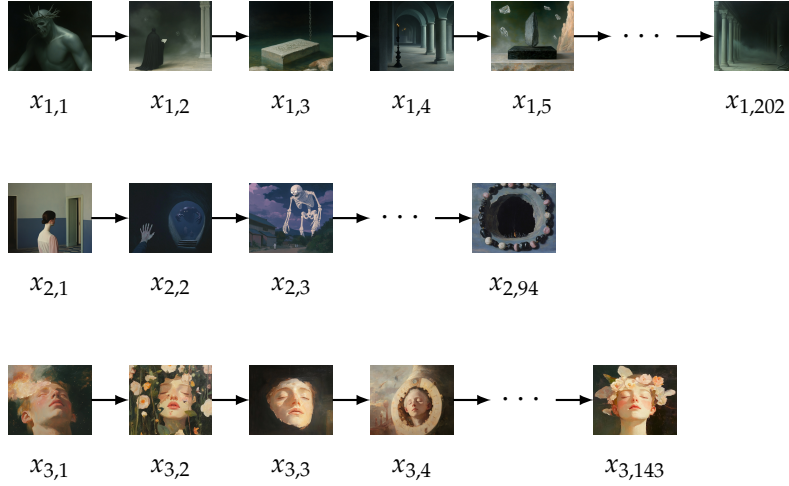 x1,1 x1,2 x1,3 x1,4 x1,5 · · · x1,202
x2,1 x2,2 x2,3 · · · x2,94
x3,1 x3,2 x3,3 x3,4 · · · x3,143